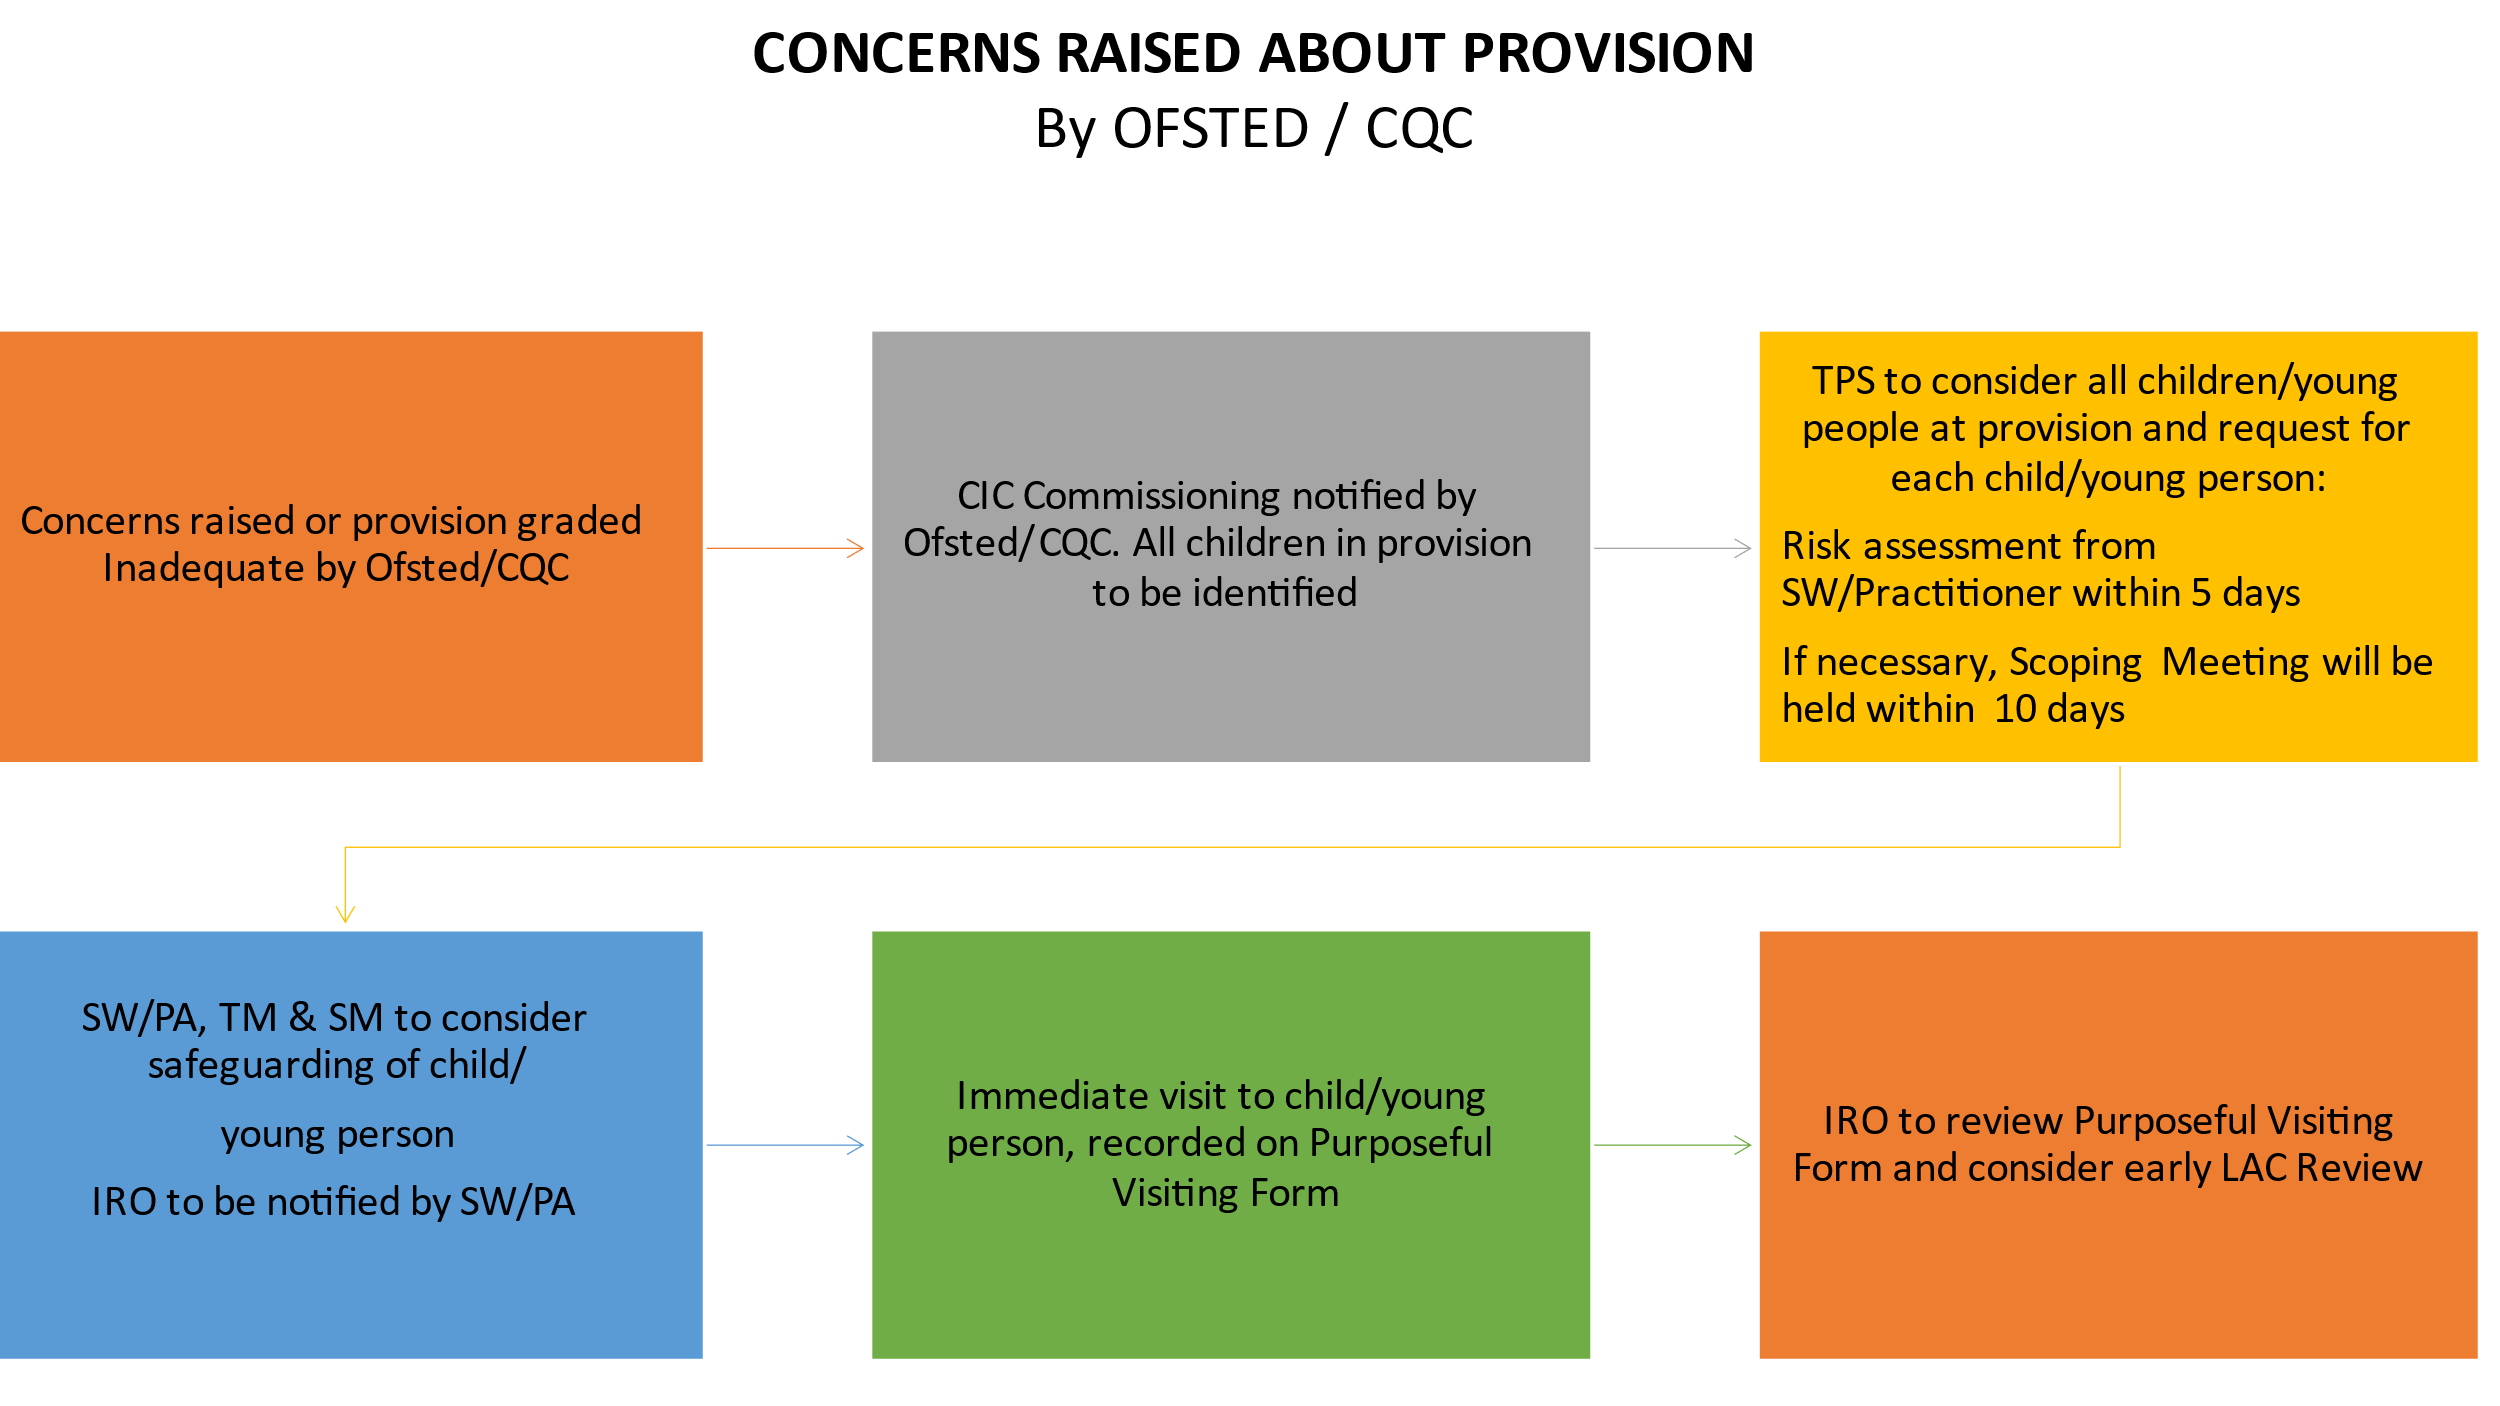 CONCERNS RAISED ABOUT PROVISION
By OFSTED / CQC
Concerns raised or provision graded
Inadequate by Ofsted/CQC
CIC Commissioning notified by
Ofsted/CQC. All children in provision
to be identified
TPS to consider all children/young
people at provision and request for
each child/young person:
Risk assessment from
SW/Practitioner within 5 days
If necessary, Scoping Meeting will be
held within 10 days
SW/PA, TM & SM to consider
safeguarding of child/
young person
IRO to be notified by SW/PA
Immediate visit to child/young
person, recorded on Purposeful
Visiting Form
IRO to review Purposeful Visiting
Form and consider early LAC Review